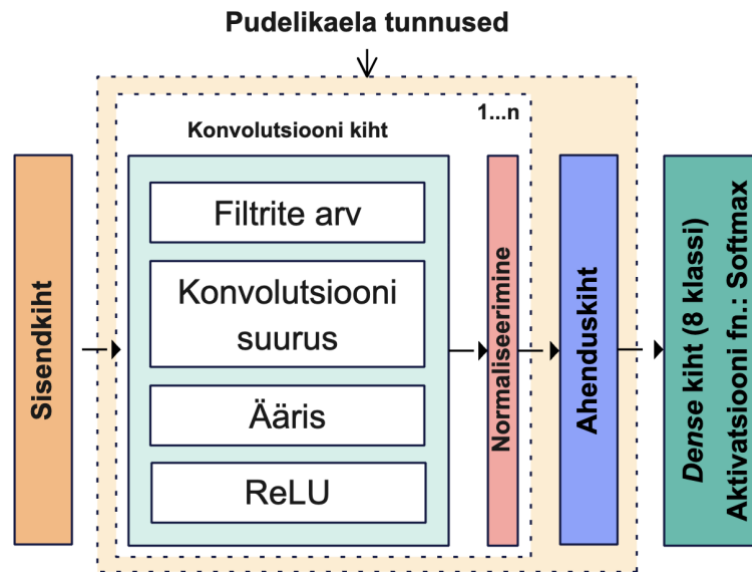 Pudelikaela tunnused
1...n
Konvolutsiooni kiht
Sisendkiht
Filtrite arv
Konvolutsiooni
suurus
Ääris
ReLU
Normaliseerimine
Ahenduskiht
Dense kiht (8 klassi)
Aktivatsiooni fn.: Softmax